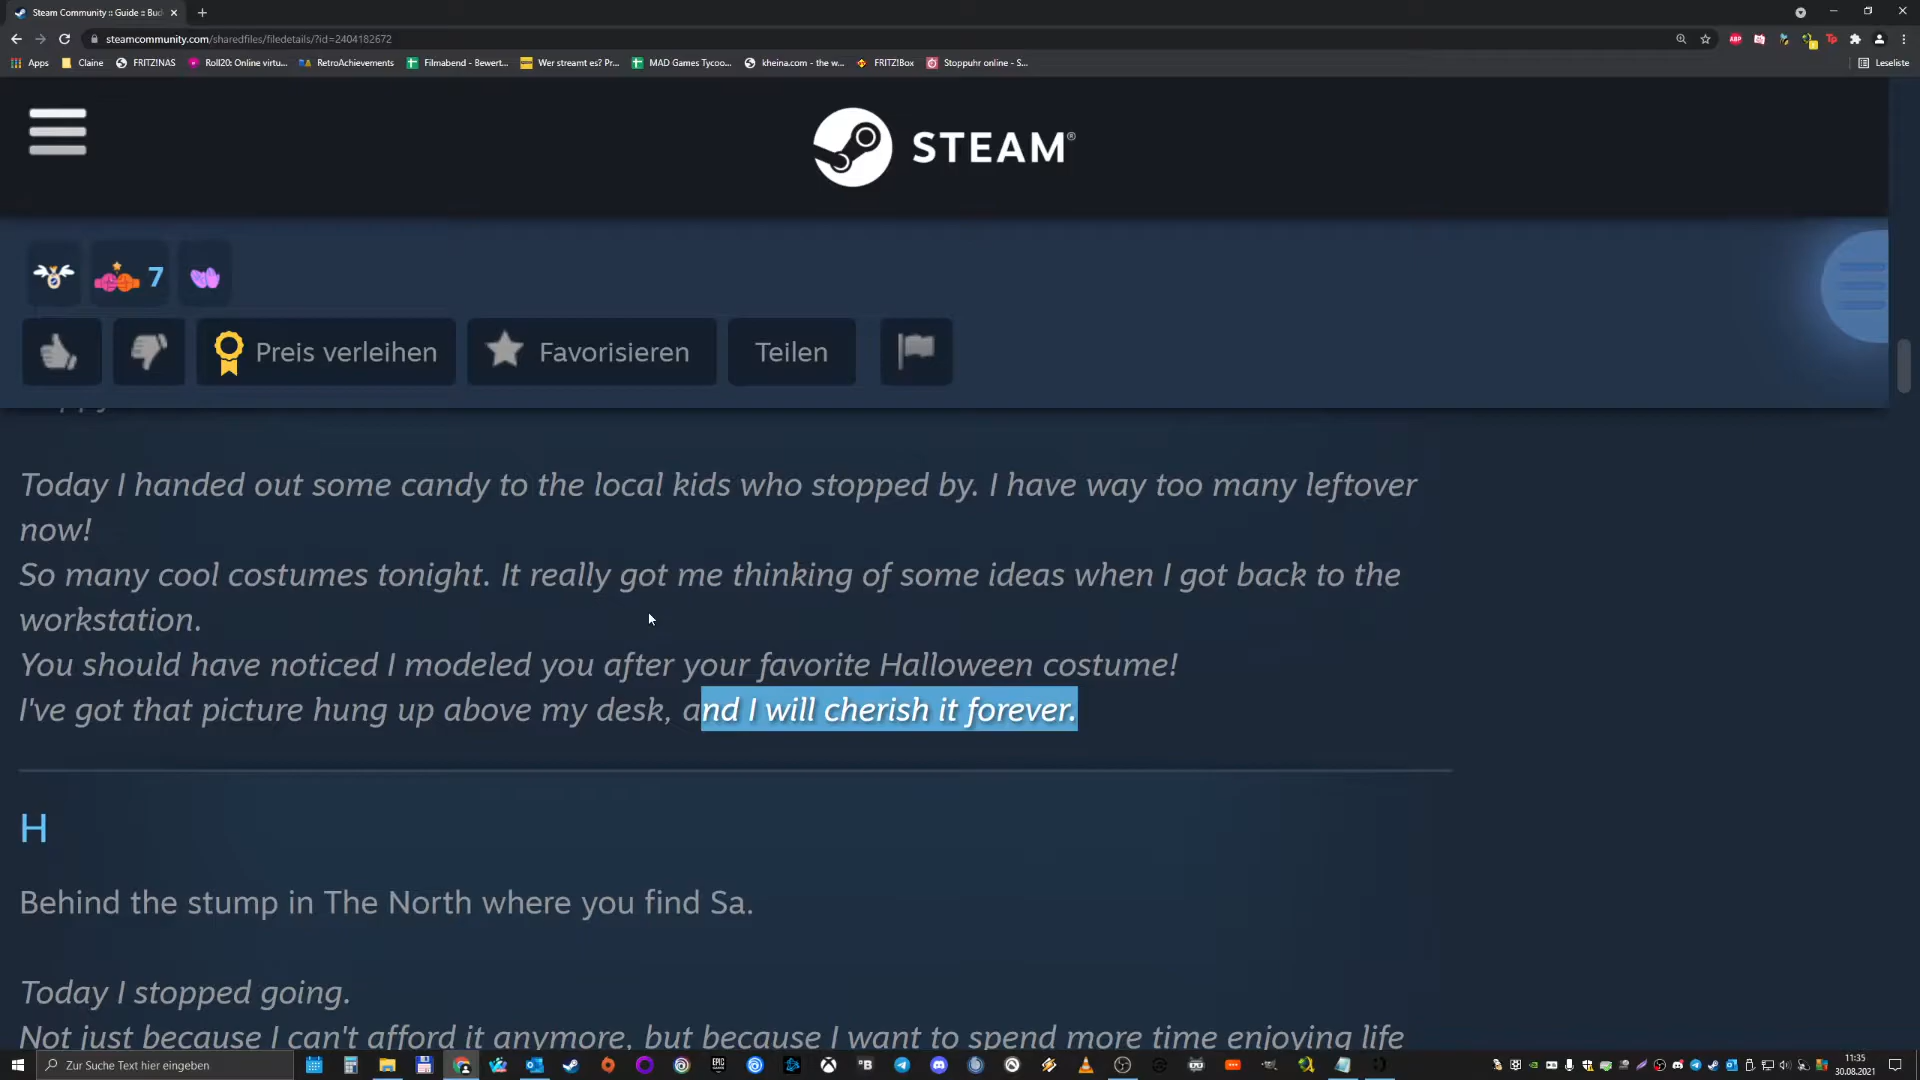 Steam Community :: Guide :: Bud
steamcommunity.com/sharedfiles/filedetails/?id=2404182672
Apps
Claine
FRITZ!NAS
Roll20: Online virtu...
RetroAchievements
Filmabend - Bewert...
Wer streamt es? Pr...
MAD Games Tycoo...
kheina.com - the w...
FRITZ!Box
Stoppuhr online - S...
Leseliste
STEAM®
7
Preis verleihen
Favorisieren
Teilen
Today I handed out some candy to the local kids who stopped by. I have way too many leftover
now!
So many cool costumes tonight. It really got me thinking of some ideas when I got back to the
workstation.
You should have noticed I modeled you after your favorite Halloween costume!
I've got that picture hung up above my desk, and I will cherish it forever.
H
Behind the stump in The North where you find Sa.
Today I stopped going.
Not just because I can't afford it anymore, but because I want to spend more time enjoying life
Zur Suche Text hier eingeben
11:35
30.08.2021